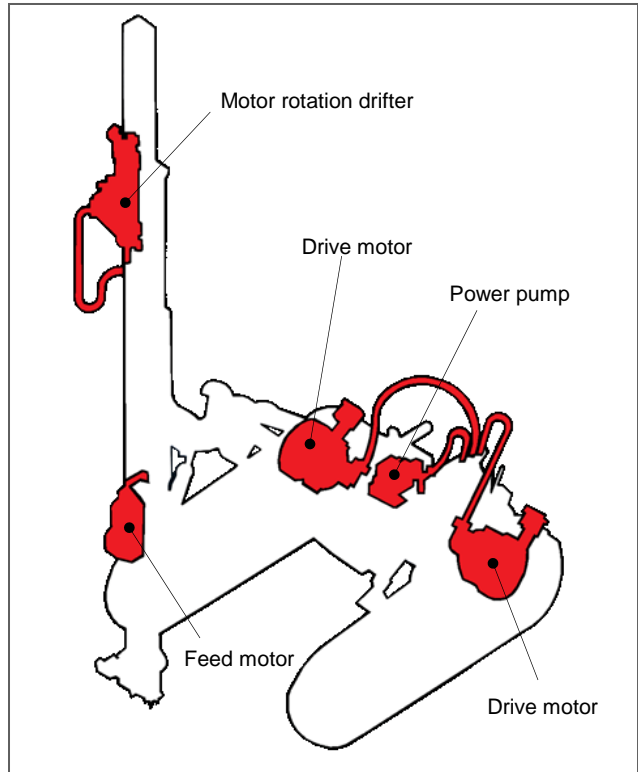 Motor rotation drifter
Drive motor
Power pump
Feed motor
Drive motor